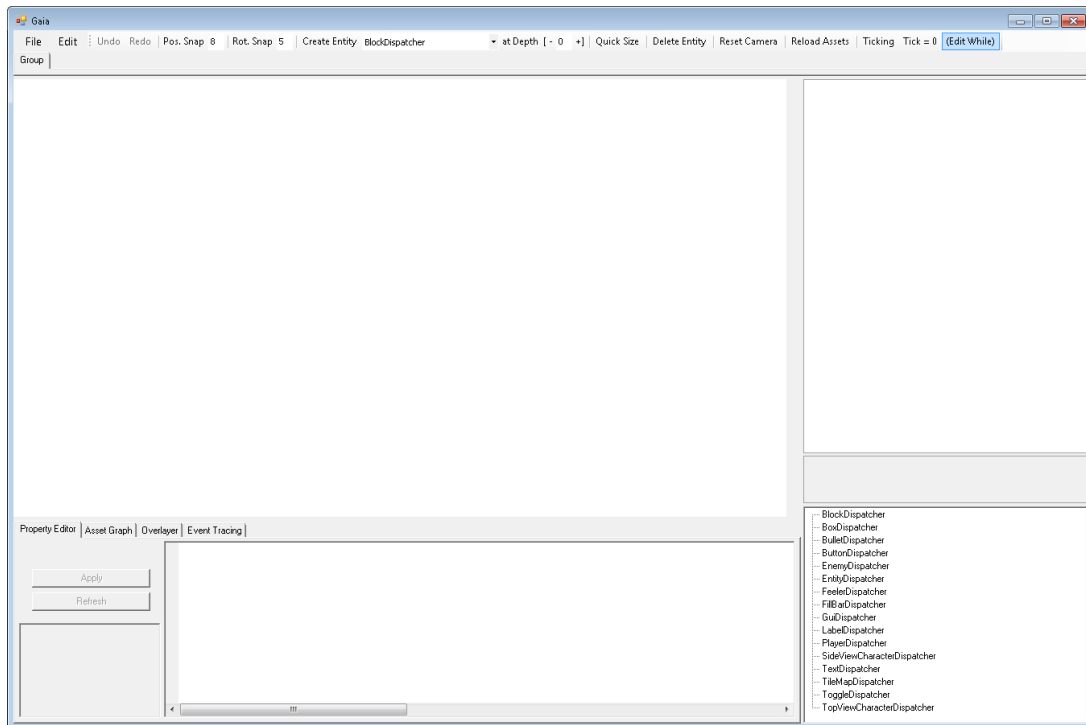 Gaia
File Edit Undo Redo Pos. Snap 8 Rot. Snap 5 Create Entity BlockDispatcher at Depth [ - 0 +] Quick Size Delete Entity Reset Camera Reload Assets Ticking Tick = 0 (Edit While)
Group
Property Editor Asset Graph Overlayer Event Tracing
Apply
Refresh
BlockDispatcher
BoxDispatcher
BulletDispatcher
ButtonDispatcher
EnemyDispatcher
EntityDispatcher
FeelerDispatcher
FillBarDispatcher
GuiDispatcher
LabelDispatcher
PlayerDispatcher
SideViewCharacterDispatcher
TextDispatcher
TileMapDispatcher
ToggleDispatcher
TopViewCharacterDispatcher